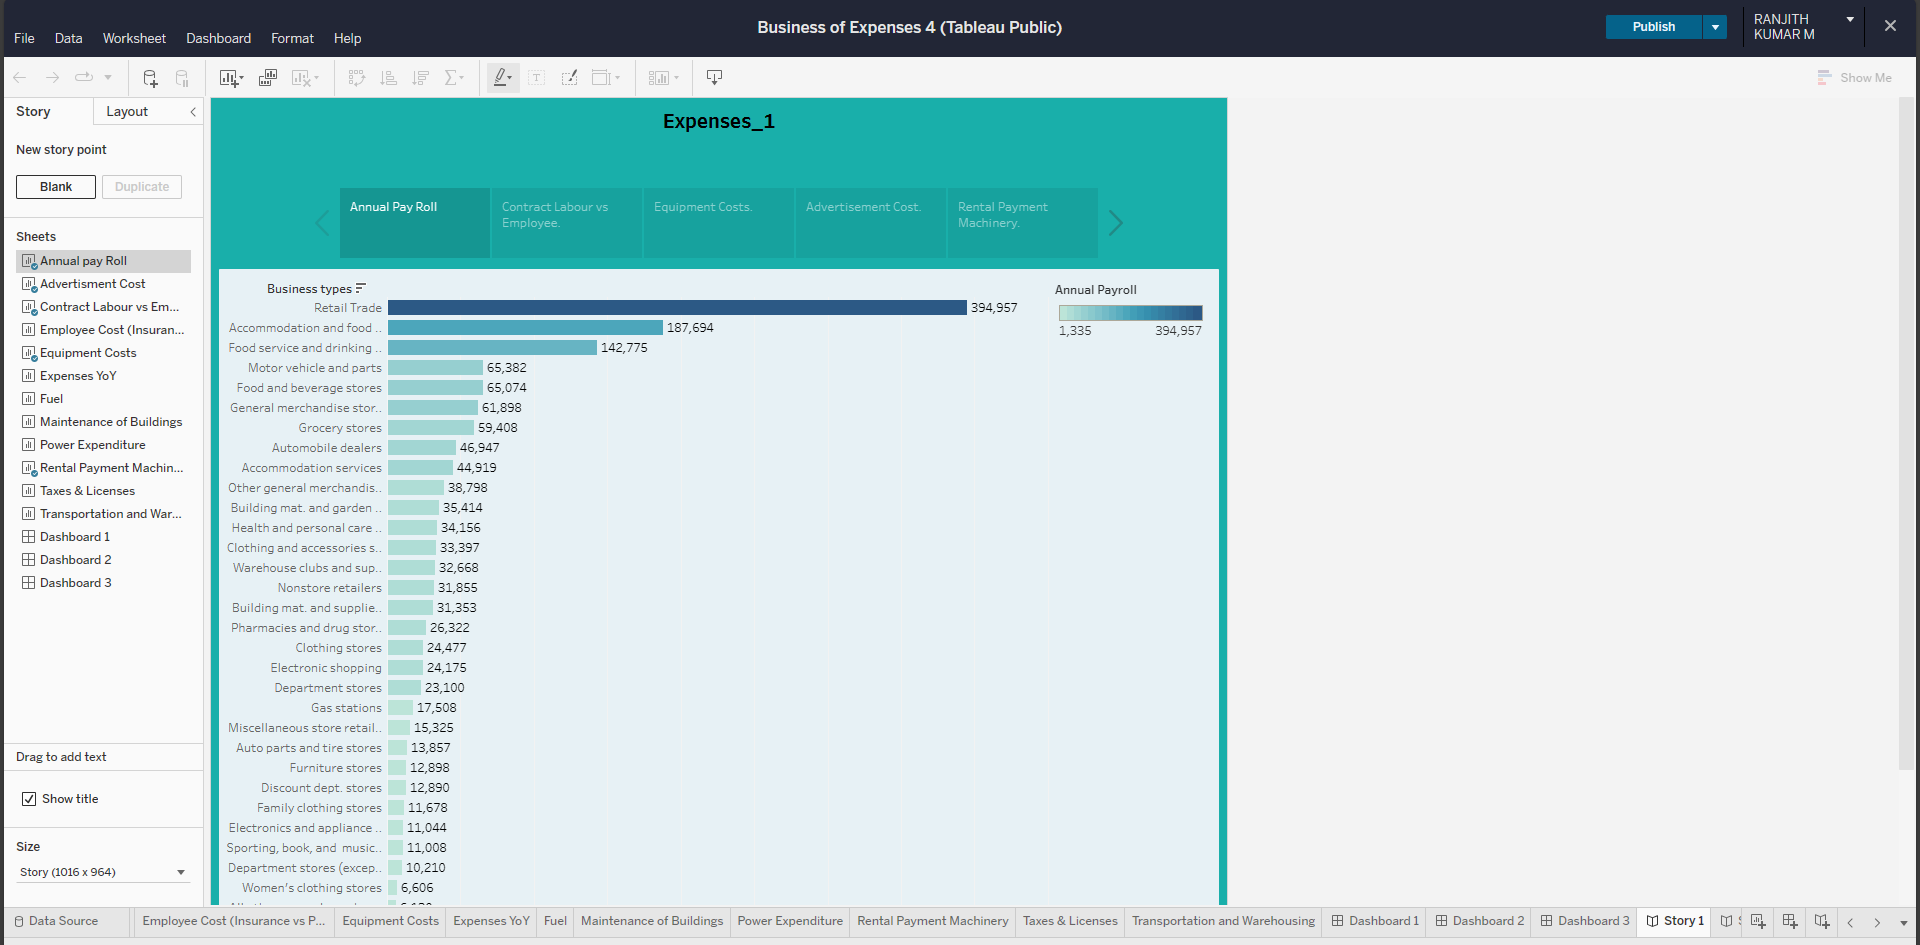 Business of Expenses 4 (Tableau Public)
Publish
RANJITH
KUMAR M
File Data Worksheet Dashboard Format Help
Show Me
Story Layout
New story point
Blank Duplicate
Sheets
Annual pay Roll
Advertisment Cost
Contract Labour vs Em...
Employee Cost (Insuran...
Equipment Costs
Expenses YoY
Fuel
Maintenance of Buildings
Power Expenditure
Rental Payment Machin...
Taxes & Licenses
Transportation and War...
Dashboard 1
Dashboard 2
Dashboard 3
Drag to add text
Show title
Size
Story (1016 x 964)
Expenses_1
Annual Pay Roll
Contract Labour vs
Employee.
Equipment Costs.
Advertisement Cost.
Rental Payment
Machinery.
Business types
Retail Trade 394,957
Accommodation and food .. 187,694
Food service and drinking .. 142,775
Motor vehicle and parts 65,382
Food and beverage stores 65,074
General merchandise stor.. 61,898
Grocery stores 59,408
Automobile dealers 46,947
Accommodation services 44,919
Other general merchandis.. 38,798
Building mat. and garden .. 35,414
Health and personal care .. 34,156
Clothing and accessories s.. 33,397
Warehouse clubs and sup.. 32,668
Nonstore retailers 31,855
Building mat. and supplie.. 31,353
Pharmacies and drug stor.. 26,322
Clothing stores 24,477
Electronic shopping 24,175
Department stores 23,100
Gas stations 17,508
Miscellaneous store retail.. 15,325
Auto parts and tire stores 13,857
Furniture stores 12,898
Discount dept. stores 12,890
Family clothing stores 11,678
Electronics and appliance .. 11,044
Sporting, book, and music.. 11,008
Department stores (excep.. 10,210
Women's clothing stores 6,606
Annual Payroll
1,335 394,957
Data Source Employee Cost (Insurance vs P... Equipment Costs Expenses YoY Fuel Maintenance of Buildings Power Expenditure Rental Payment Machinery Taxes & Licenses Transportation and Warehousing Dashboard 1 Dashboard 2 Dashboard 3 Story 1